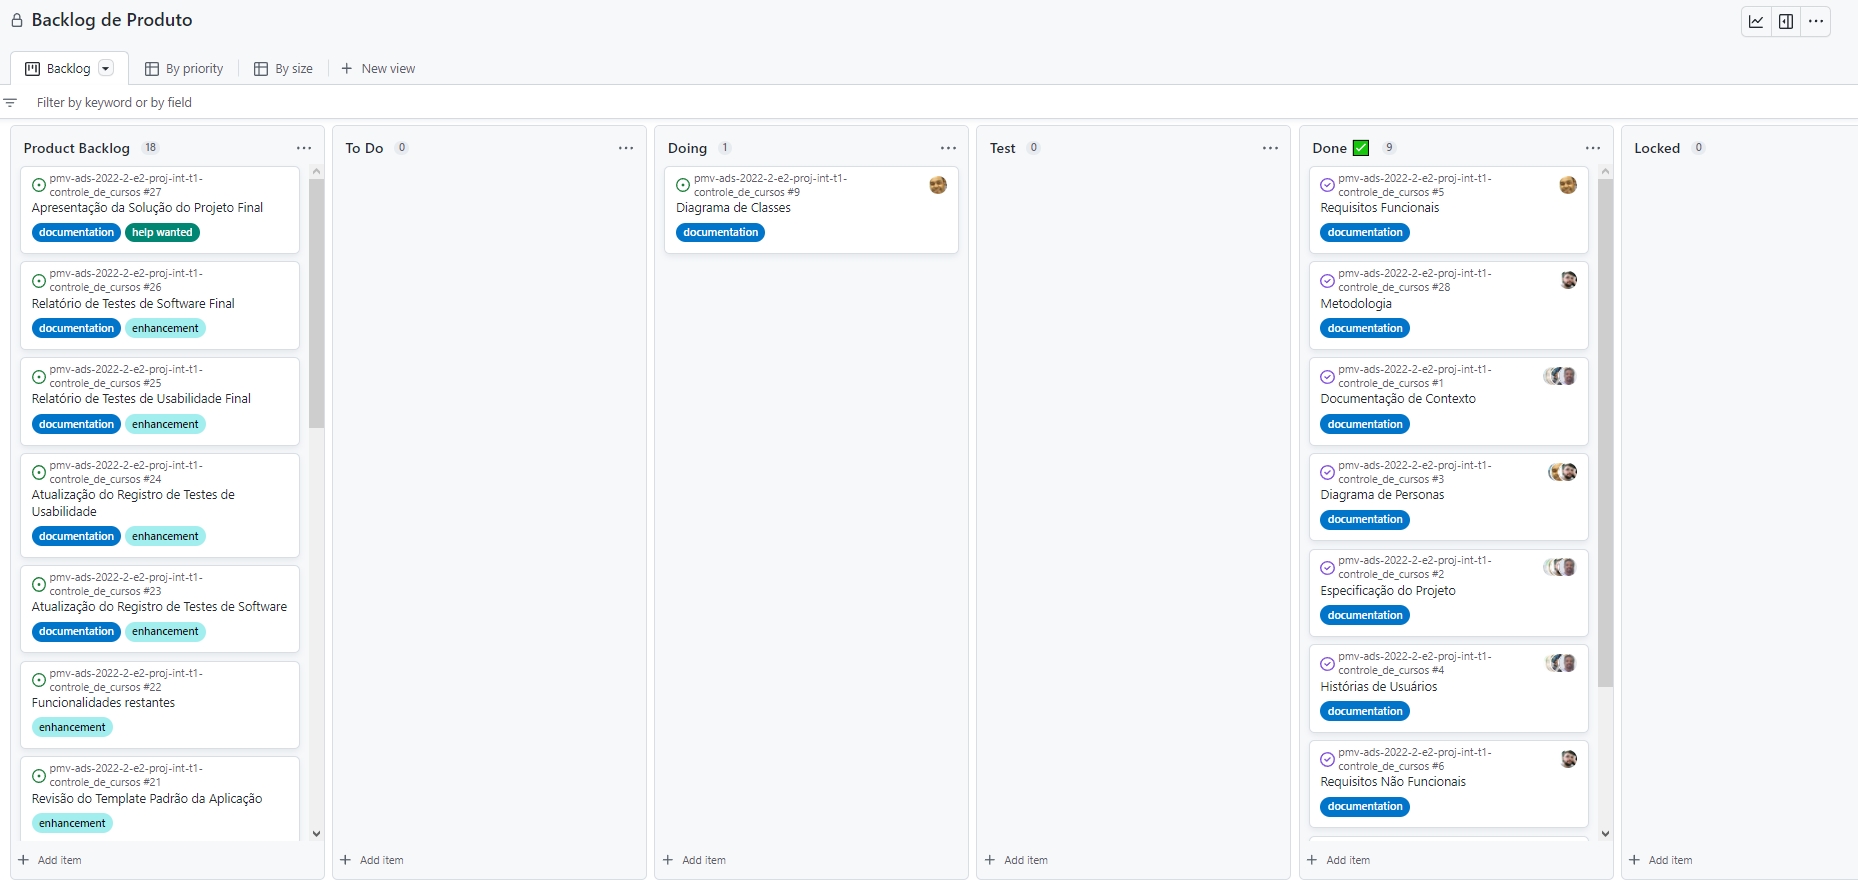 Backlog de Produto
Backlog
By priority
By size
New view
Filter by keyword or by field
Product Backlog 18
pmv-ads-2022-2-e2-proj-int-t1-
controle_de_cursos #27
Apresentação da Solução do Projeto Final
documentation help wanted
pmv-ads-2022-2-e2-proj-int-t1-
controle_de_cursos #26
Relatório de Testes de Software Final
documentation enhancement
pmv-ads-2022-2-e2-proj-int-t1-
controle_de_cursos #25
Relatório de Testes de Usabilidade Final
documentation enhancement
pmv-ads-2022-2-e2-proj-int-t1-
controle_de_cursos #24
Atualização do Registro de Testes de
Usabilidade
documentation enhancement
pmv-ads-2022-2-e2-proj-int-t1-
controle_de_cursos #23
Atualização do Registro de Testes de Software
documentation enhancement
pmv-ads-2022-2-e2-proj-int-t1-
controle_de_cursos #22
Funcionalidades restantes
enhancement
pmv-ads-2022-2-e2-proj-int-t1-
controle_de_cursos #21
Revisão do Template Padrão da Aplicação
enhancement
Add item
To Do 0
Add item
Doing 1
pmv-ads-2022-2-e2-proj-int-t1-
controle_de_cursos #9
Diagrama de Classes
documentation
Add item
Test 0
Add item
Done ✅ 9
pmv-ads-2022-2-e2-proj-int-t1-
controle_de_cursos #5
Requisitos Funcionais
documentation
pmv-ads-2022-2-e2-proj-int-t1-
controle_de_cursos #28
Metodologia
documentation
pmv-ads-2022-2-e2-proj-int-t1-
controle_de_cursos #1
Documentação de Contexto
documentation
pmv-ads-2022-2-e2-proj-int-t1-
controle_de_cursos #3
Diagrama de Personas
documentation
pmv-ads-2022-2-e2-proj-int-t1-
controle_de_cursos #2
Especificação do Projeto
documentation
pmv-ads-2022-2-e2-proj-int-t1-
controle_de_cursos #4
Histórias de Usuários
documentation
pmv-ads-2022-2-e2-proj-int-t1-
controle_de_cursos #6
Requisitos Não Funcionais
documentation
Add item
Locked 0
Add item